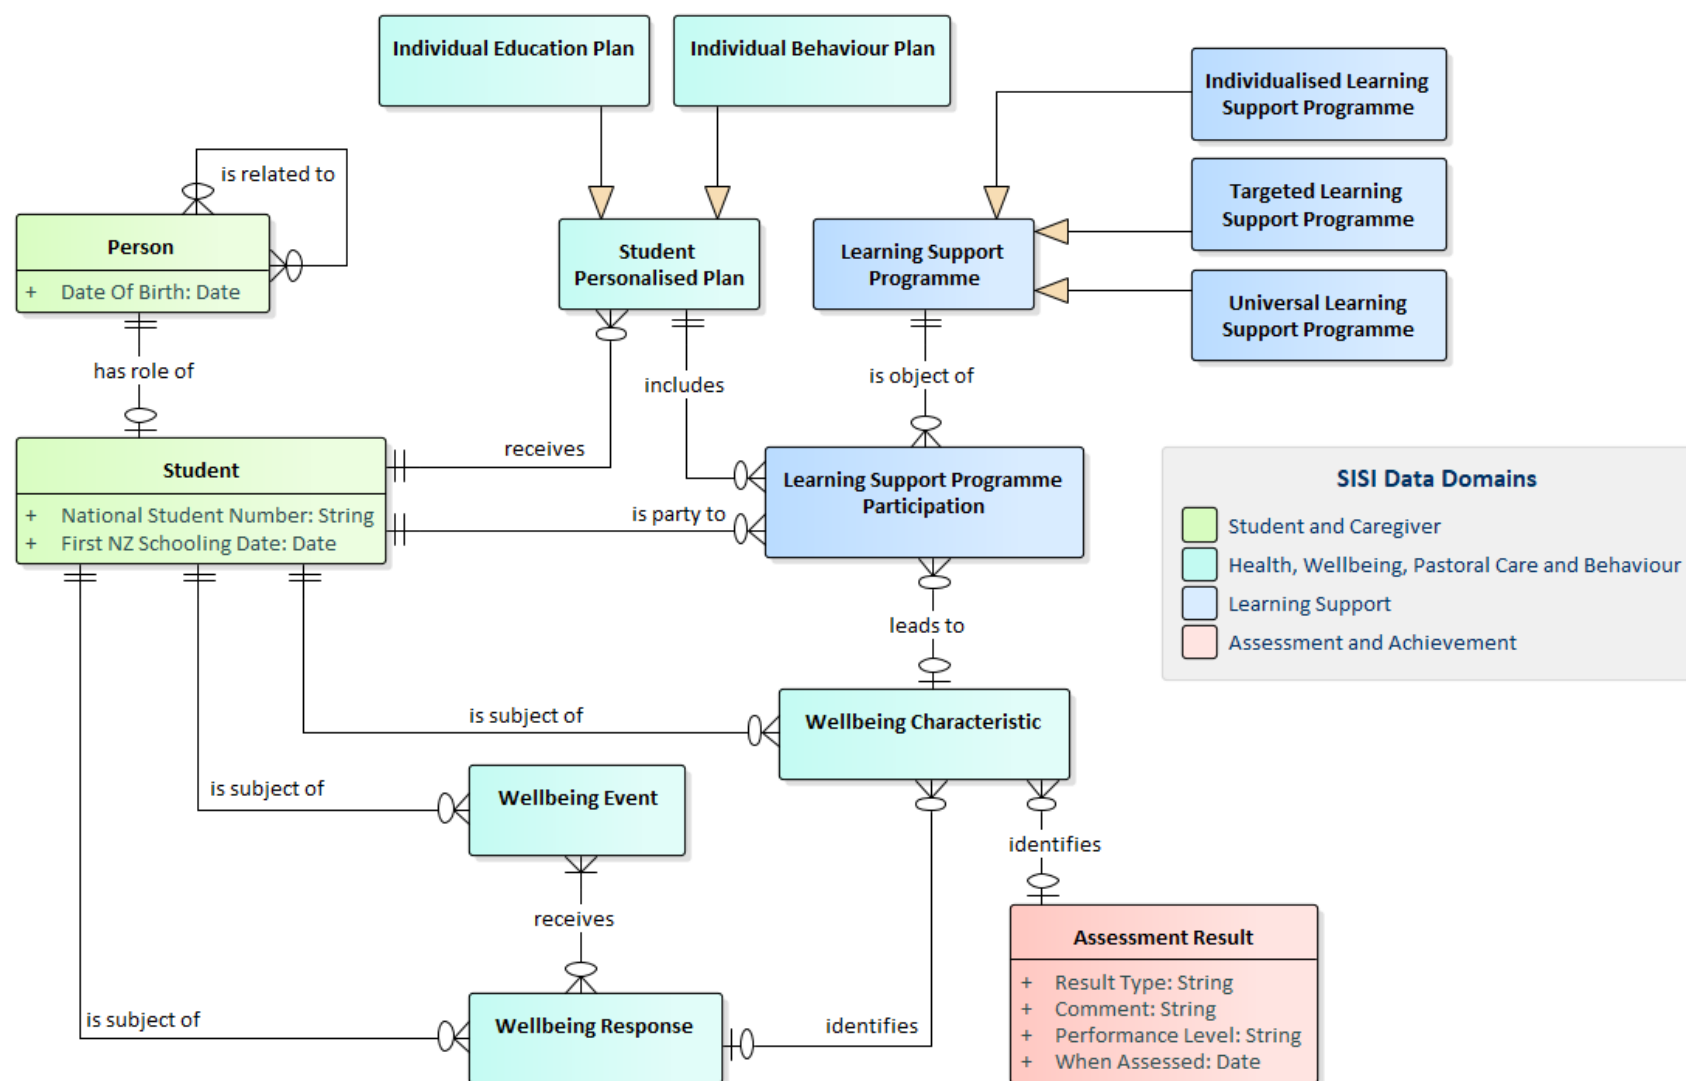 Individual Education Plan
Individual Behaviour Plan
Individualised Learning
Support Programme
Targeted Learning
Support Programme
Universal Learning
Support Programme
is related to
Person
+ Date Of Birth: Date
Student
Personalised Plan
Learning Support
Programme
has role of
includes
is object of
receives
Student
+ National Student Number: String
+ First NZ Schooling Date: Date
is party to
Learning Support Programme
Participation
SISI Data Domains
Student and Caregiver
Health, Wellbeing, Pastoral Care and Behaviour
Learning Support
Assessment and Achievement
leads to
is subject of
Wellbeing Characteristic
is subject of
Wellbeing Event
identifies
receives
Assessment Result
+ Result Type: String
+ Comment: String
+ Performance Level: String
+ When Assessed: Date
is subject of
Wellbeing Response
identifies